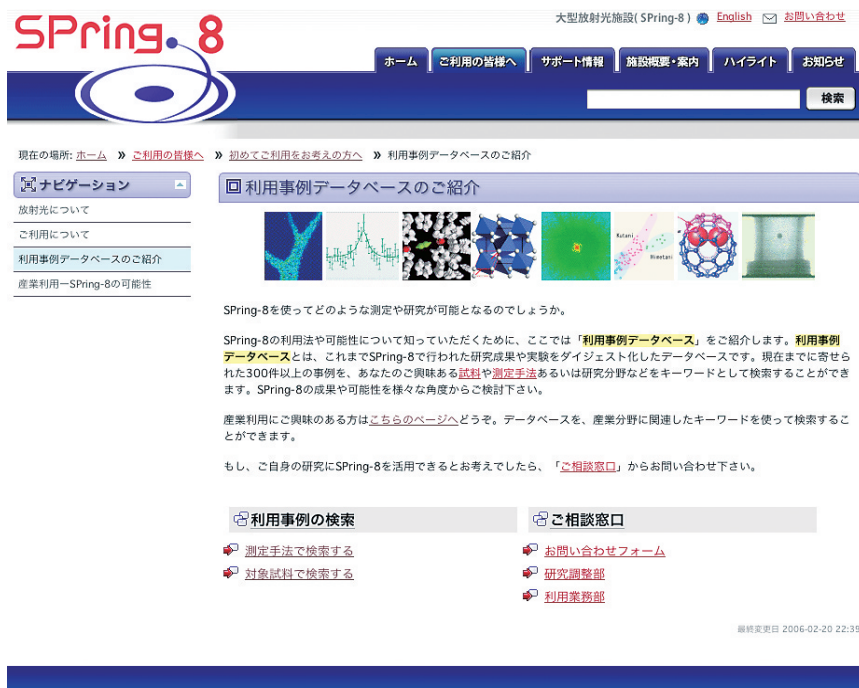 SPring-8
大型放射光施設( SPring-8 ) English お問い合わせ
ホーム ご利用の皆様へ サポート情報 施設概要・案内 ハイライト お知らせ
検索
現在の場所: ホーム » ご利用の皆様へ » 初めてご利用をお考えの方へ » 利用事例データベースのご紹介
ナビゲーション
放射光について
ご利用について
利用事例データベースのご紹介
産業利用ーSPring-8の可能性
利用事例データベースのご紹介
Kutani
Himetani
SPring-8を使ってどのような測定や研究が可能となるのでしょうか。
SPring-8の利用法や可能性について知っていただくために、ここでは「利用事例データベース」をご紹介します。利用事例
データベースとは、これまでSPring-8で行われた研究成果や実験をダイジェスト化したデータベースです。現在までに寄せら
れた300件以上の事例を、あなたのご興味ある試料や測定手法あるいは研究分野などをキーワードとして検索することができ
ます。SPring-8の成果や可能性を様々な角度からご検討下さい。
産業利用にご興味のある方はこちらのページへどうぞ。データベースを、産業分野に関連したキーワードを使って検索するこ
とができます。
もし、ご自身の研究にSPring-8を活用できるとお考えでしたら、「ご相談窓口」からお問い合わせ下さい。
利用事例の検索
測定手法で検索する
対象試料で検索する
ご相談窓口
お問い合わせフォーム
研究調整部
利用業務部
最終変更日 2006-02-20 22:39